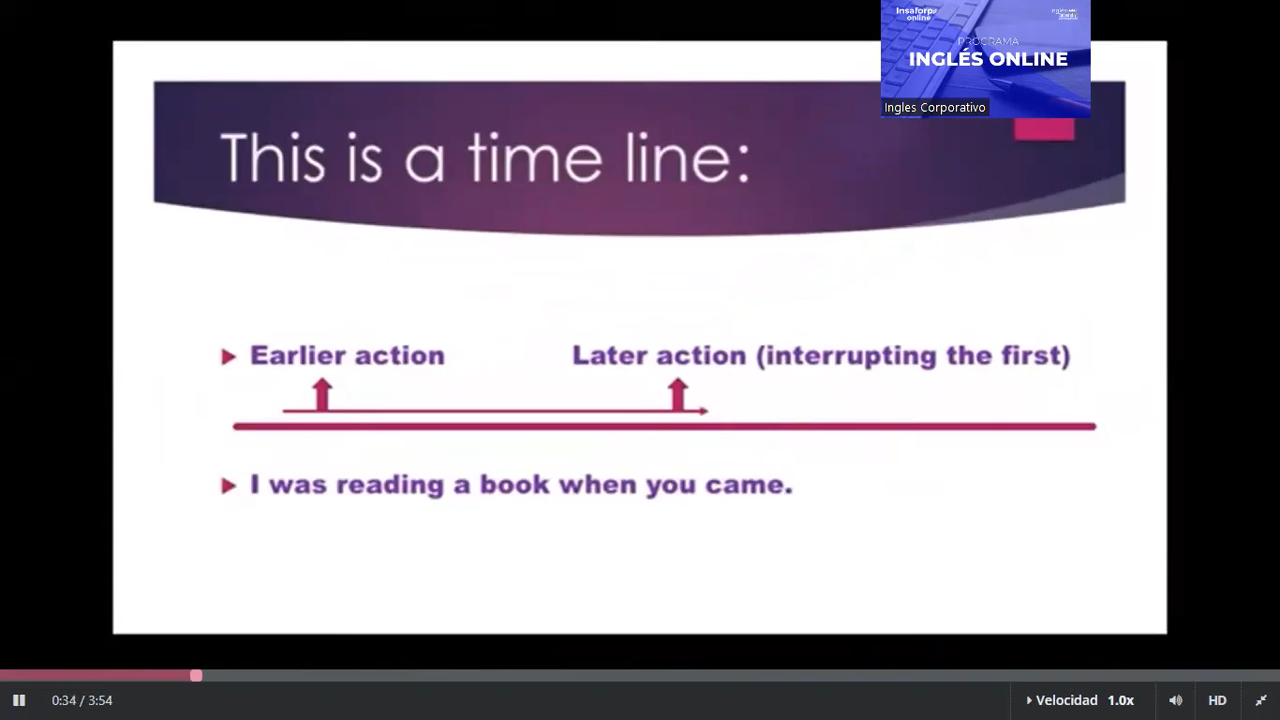 Insaforp
online
PROGRAMA
INGLÉS ONLINE
Ingles Corporativo
This is a time line:
Earlier action Later action (interrupting the first)
I was reading a book when you came.
0:34 / 3:54 Velocidad 1.0x HD